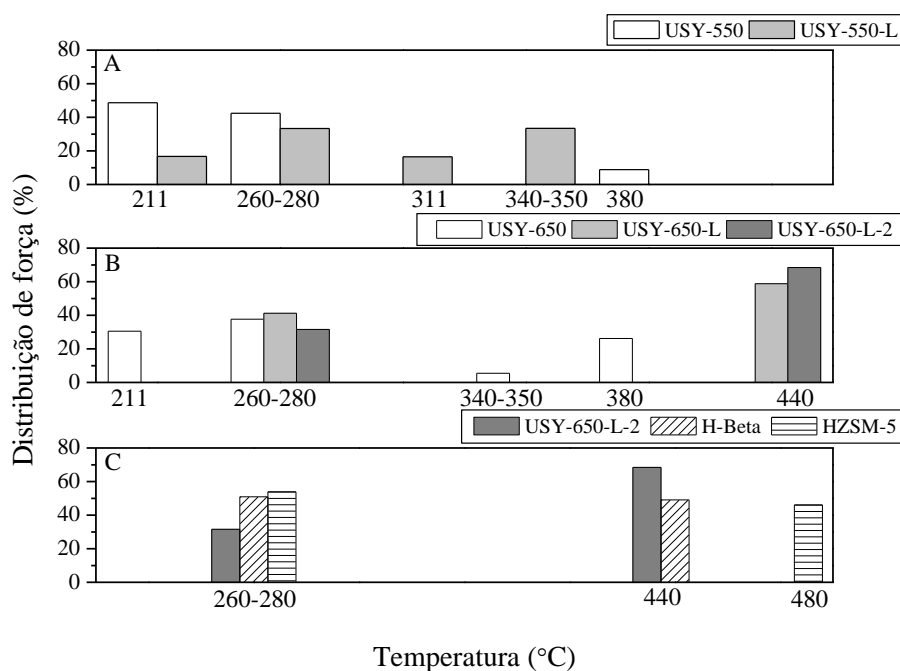 USY-550 USY-550-L
A
80
60
40
20
0
211 260-280 311 340-350 380
USY-650 USY-650-L USY-650-L-2
B
80
60
40
20
0
211 260-280 340-350 380 440
USY-650-L-2 H-Beta HZSM-5
C
80
60
40
20
0
260-280 440 480
Distribuição de força (%)
Temperatura (°C)